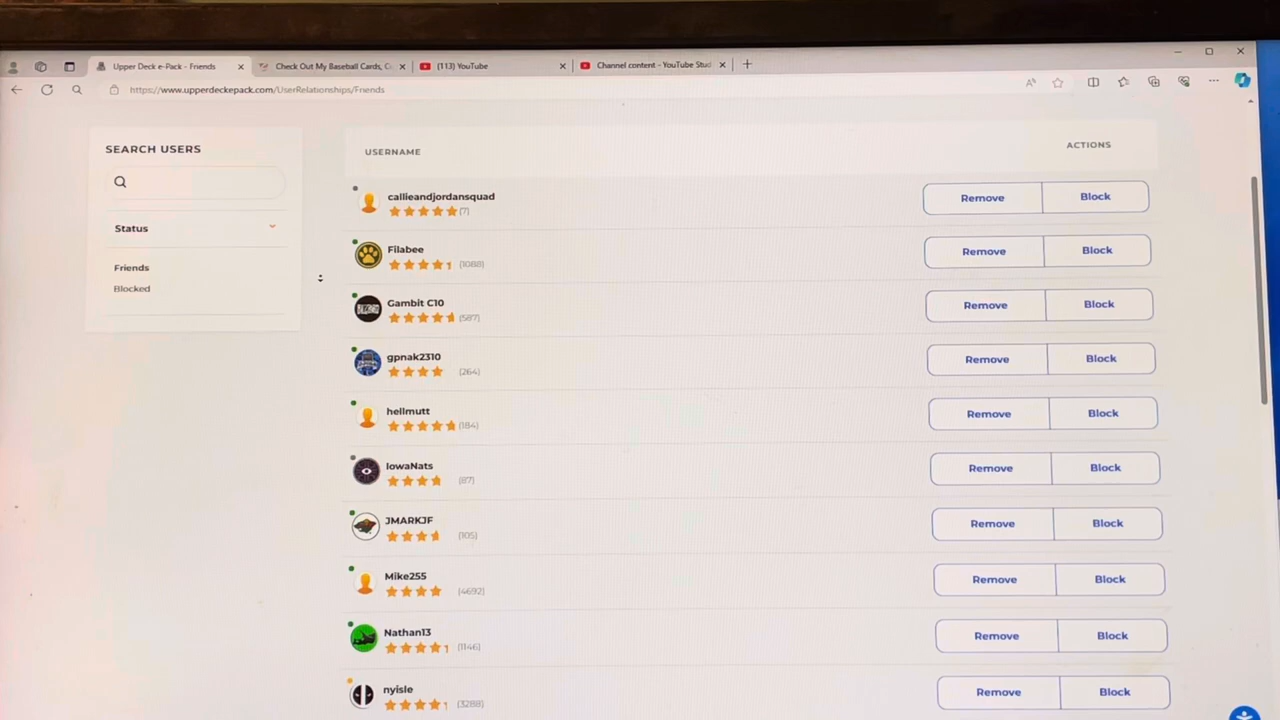 Upper Deck e-Pack - Friends
Check Out My Baseball Cards, C
(113) YouTube
Channel content - YouTube Stud
https://www.upperdeckepack.com/UserRelationships/Friends
SEARCH USERS
Status
Friends
Blocked
USERNAME ACTIONS
callieandjordansquad
(7)
Remove Block
Filabee
(1088)
Remove Block
Gambit C10
(587)
Remove Block
gpnak2310
(264)
Remove Block
hellmutt
(184)
Remove Block
IowaNats
(87)
Remove Block
JMARKJF
(105)
Remove Block
Mike255
(4692)
Remove Block
Nathan13
(1146)
Remove Block
nyisle
(3288)
Remove Block